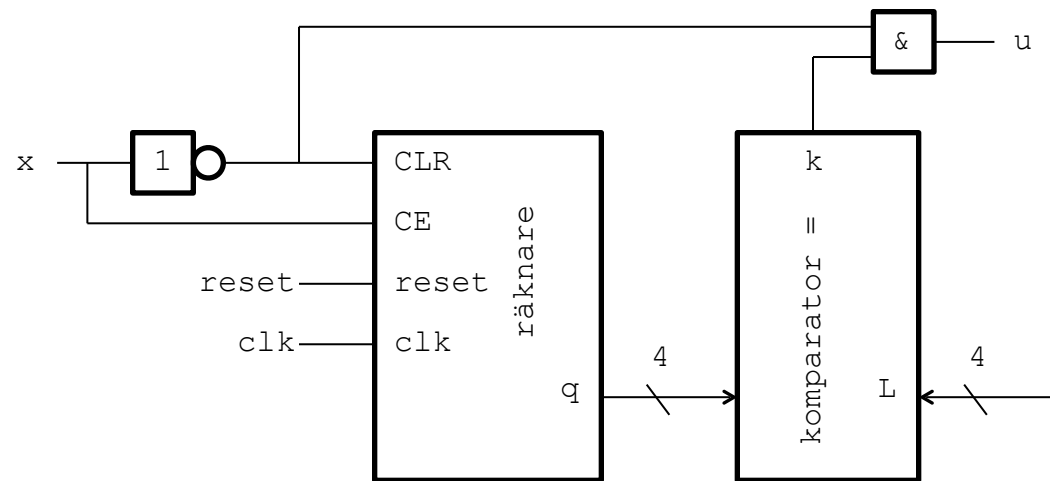 & u
x 1 CLR k
CE
reset reset
clk clk
räknare
komparator =
4 4
q L